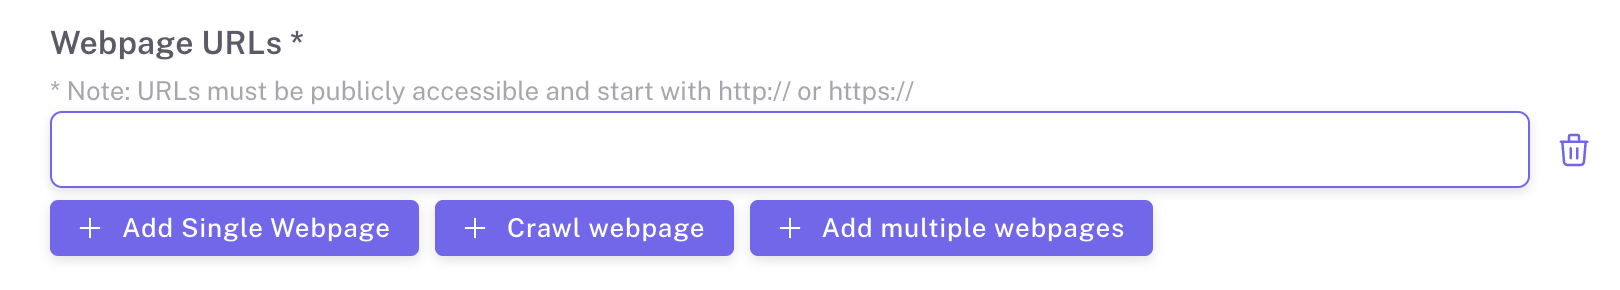 Webpage URLs *
* Note: URLs must be publicly accessible and start with http:// or https://
Add Single Webpage
Crawl webpage
Add multiple webpages